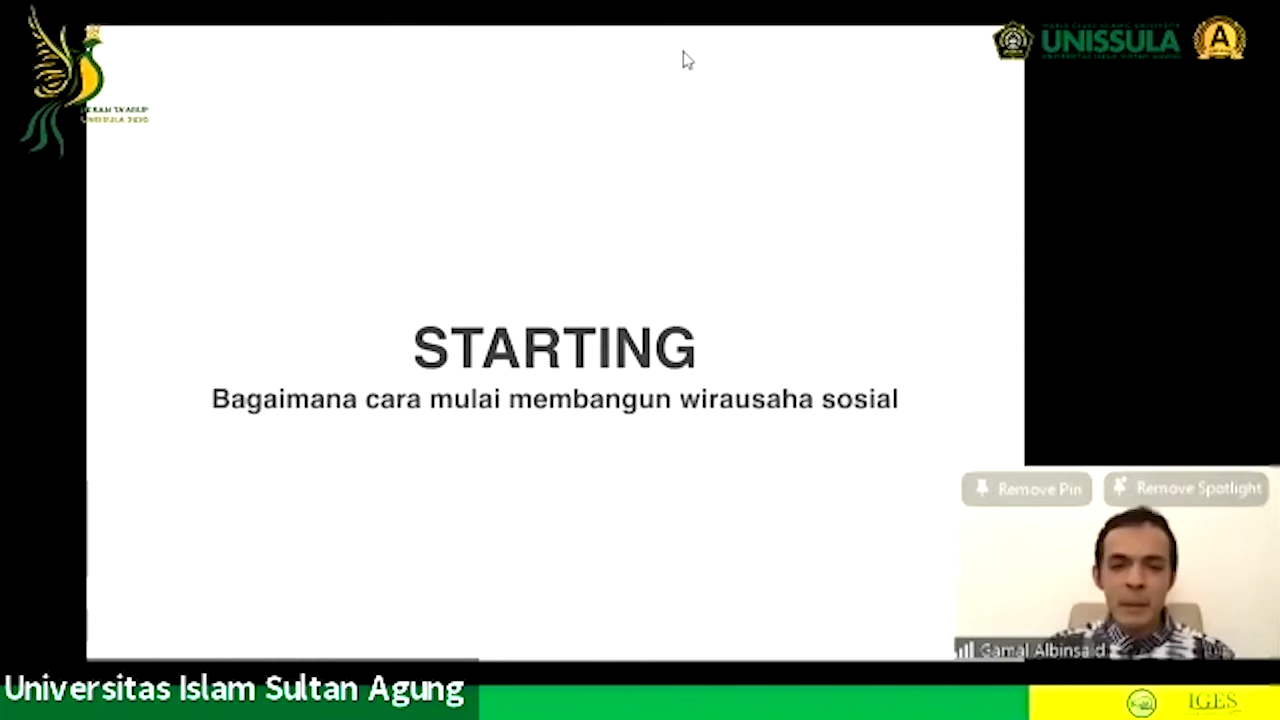 UNISSULA
A
STARTING
Bagaimana cara mulai membangun wirausaha sosial
Remove Pin
Remove Spotlight
Gamal Albinsaid
Universitas Islam Sultan Agung
IGES